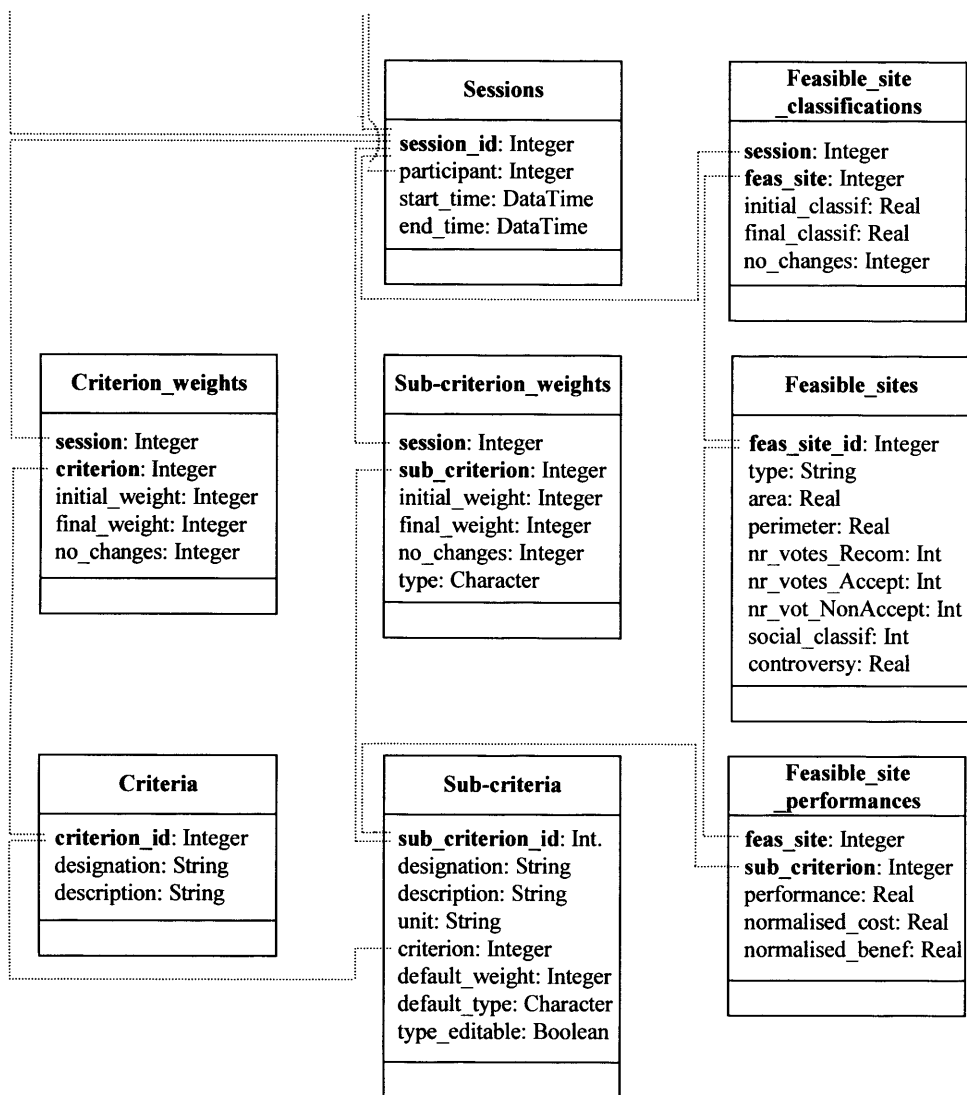 Sessions
session_id: Integer
participant: Integer
start_time: DataTime
end_time: DataTime
Feasible_site
_classifications
session: Integer
feas_site: Integer
initial_classif: Real
final_classif: Real
no_changes: Integer
Criterion_weights
session: Integer
criterion: Integer
initial_weight: Integer
final_weight: Integer
no_changes: Integer
Sub-criterion_weights
session: Integer
sub_criterion: Integer
initial_weight: Integer
final_weight: Integer
no_changes: Integer
type: Character
Feasible_sites
feas_site_id: Integer
type: String
area: Real
perimeter: Real
nr_votes_Recom: Int
nr_votes_Accept: Int
nr_vot_NonAccept: Int
social_classif: Int
controversy: Real
Criteria
criterion_id: Integer
designation: String
description: String
Sub-criteria
sub_criterion_id: Int.
designation: String
description: String
unit: String
criterion: Integer
default_weight: Integer
default_type: Character
type_editable: Boolean
Feasible_site
_performances
feas_site: Integer
sub_criterion: Integer
performance: Real
normalised_cost: Real
normalised_benef: Real